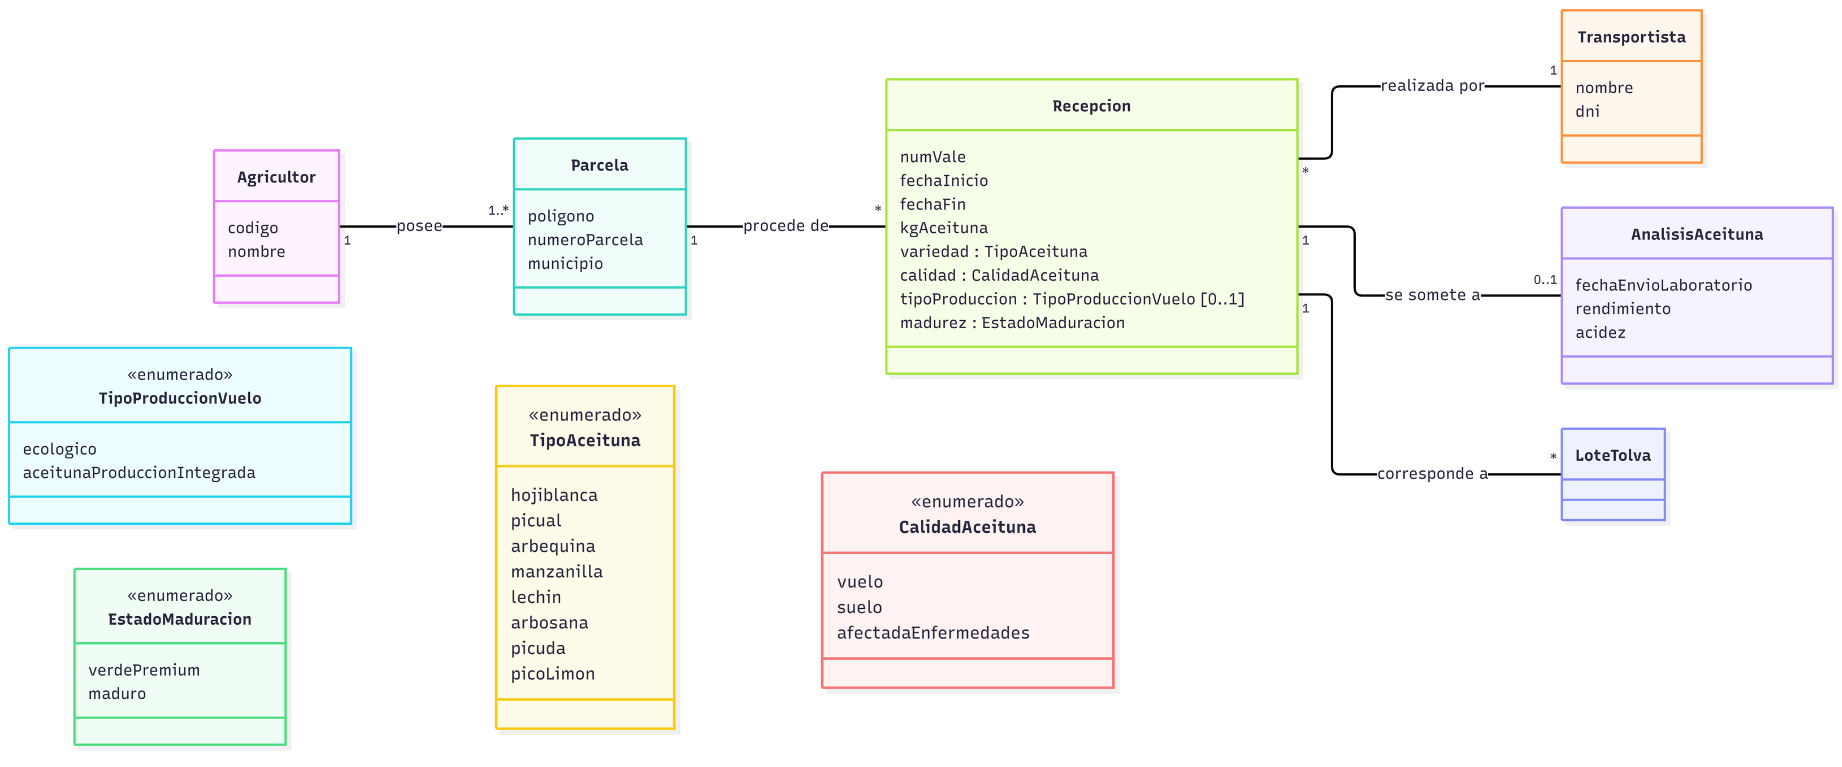 Agricultor
codigo
nombre
1
posee
1..*
Parcela
poligono
numeroParcela
municipio
1
procede de
*
Recepcion
numVale
fechaInicio
fechaFin
kgAceituna
variedad : TipoAceituna
calidad : CalidadAceituna
tipoProduccion : TipoProduccionVuelo [0..1]
madurez : EstadoMaduracion
*
realizada por
1
Transportista
nombre
dni
1
se somete a
0..1
AnalisisAceituna
fechaEnvioLaboratorio
rendimiento
acidez
1
corresponde a
*
LoteTolva
«enumerado»
TipoProduccionVuelo
ecologico
aceitunaProduccionIntegrada
«enumerado»
EstadoMaduracion
verdePremium
maduro
«enumerado»
TipoAceituna
hojiblanca
picual
arbequina
manzanilla
lechin
arbosana
picuda
picoLimon
«enumerado»
CalidadAceituna
vuelo
suelo
afectadaEnfermedades